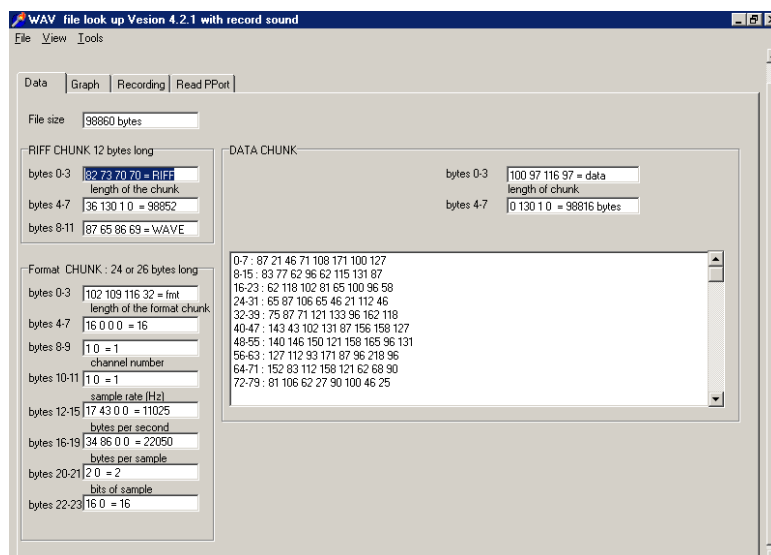 WAV file look up Vesion 4.2.1 with record sound
File View Tools
Data Graph Recording Read PPort
File size 98860 bytes
RIFF CHUNK 12 bytes long
bytes 0-3 82 73 70 70 = RIFF
length of the chunk
bytes 4-7 36 130 1 0 = 98852
bytes 8-11 87 65 86 69 = WAVE
Format CHUNK : 24 or 26 bytes long
bytes 0-3 102 109 116 32 = fmt
length of the format chunk
bytes 4-7 16 0 0 0 = 16
bytes 8-9 1 0 = 1
channel number
bytes 10-11 1 0 = 1
sample rate (Hz)
bytes 12-15 17 43 0 0 = 11025
bytes per second
bytes 16-19 34 86 0 0 = 22050
bytes per sample
bytes 20-21 2 0 = 2
bits of sample
bytes 22-23 16 0 = 16
DATA CHUNK
bytes 0-3 100 97 116 97 = data
length of chunk
bytes 4-7 0 130 1 0 = 98816 bytes
0-7 : 87 21 46 71 108 171 100 127
8-15 : 83 77 62 96 62 115 131 87
16-23 : 62 118 102 81 65 100 96 58
24-31 : 65 87 106 65 46 21 112 46
32-39 : 75 87 71 121 133 96 162 118
40-47 : 143 43 102 131 87 156 158 127
48-55 : 140 146 150 121 158 165 96 131
56-63 : 127 112 93 171 87 96 218 96
64-71 : 152 83 112 158 121 62 68 90
72-79 : 81 106 62 27 90 100 46 25